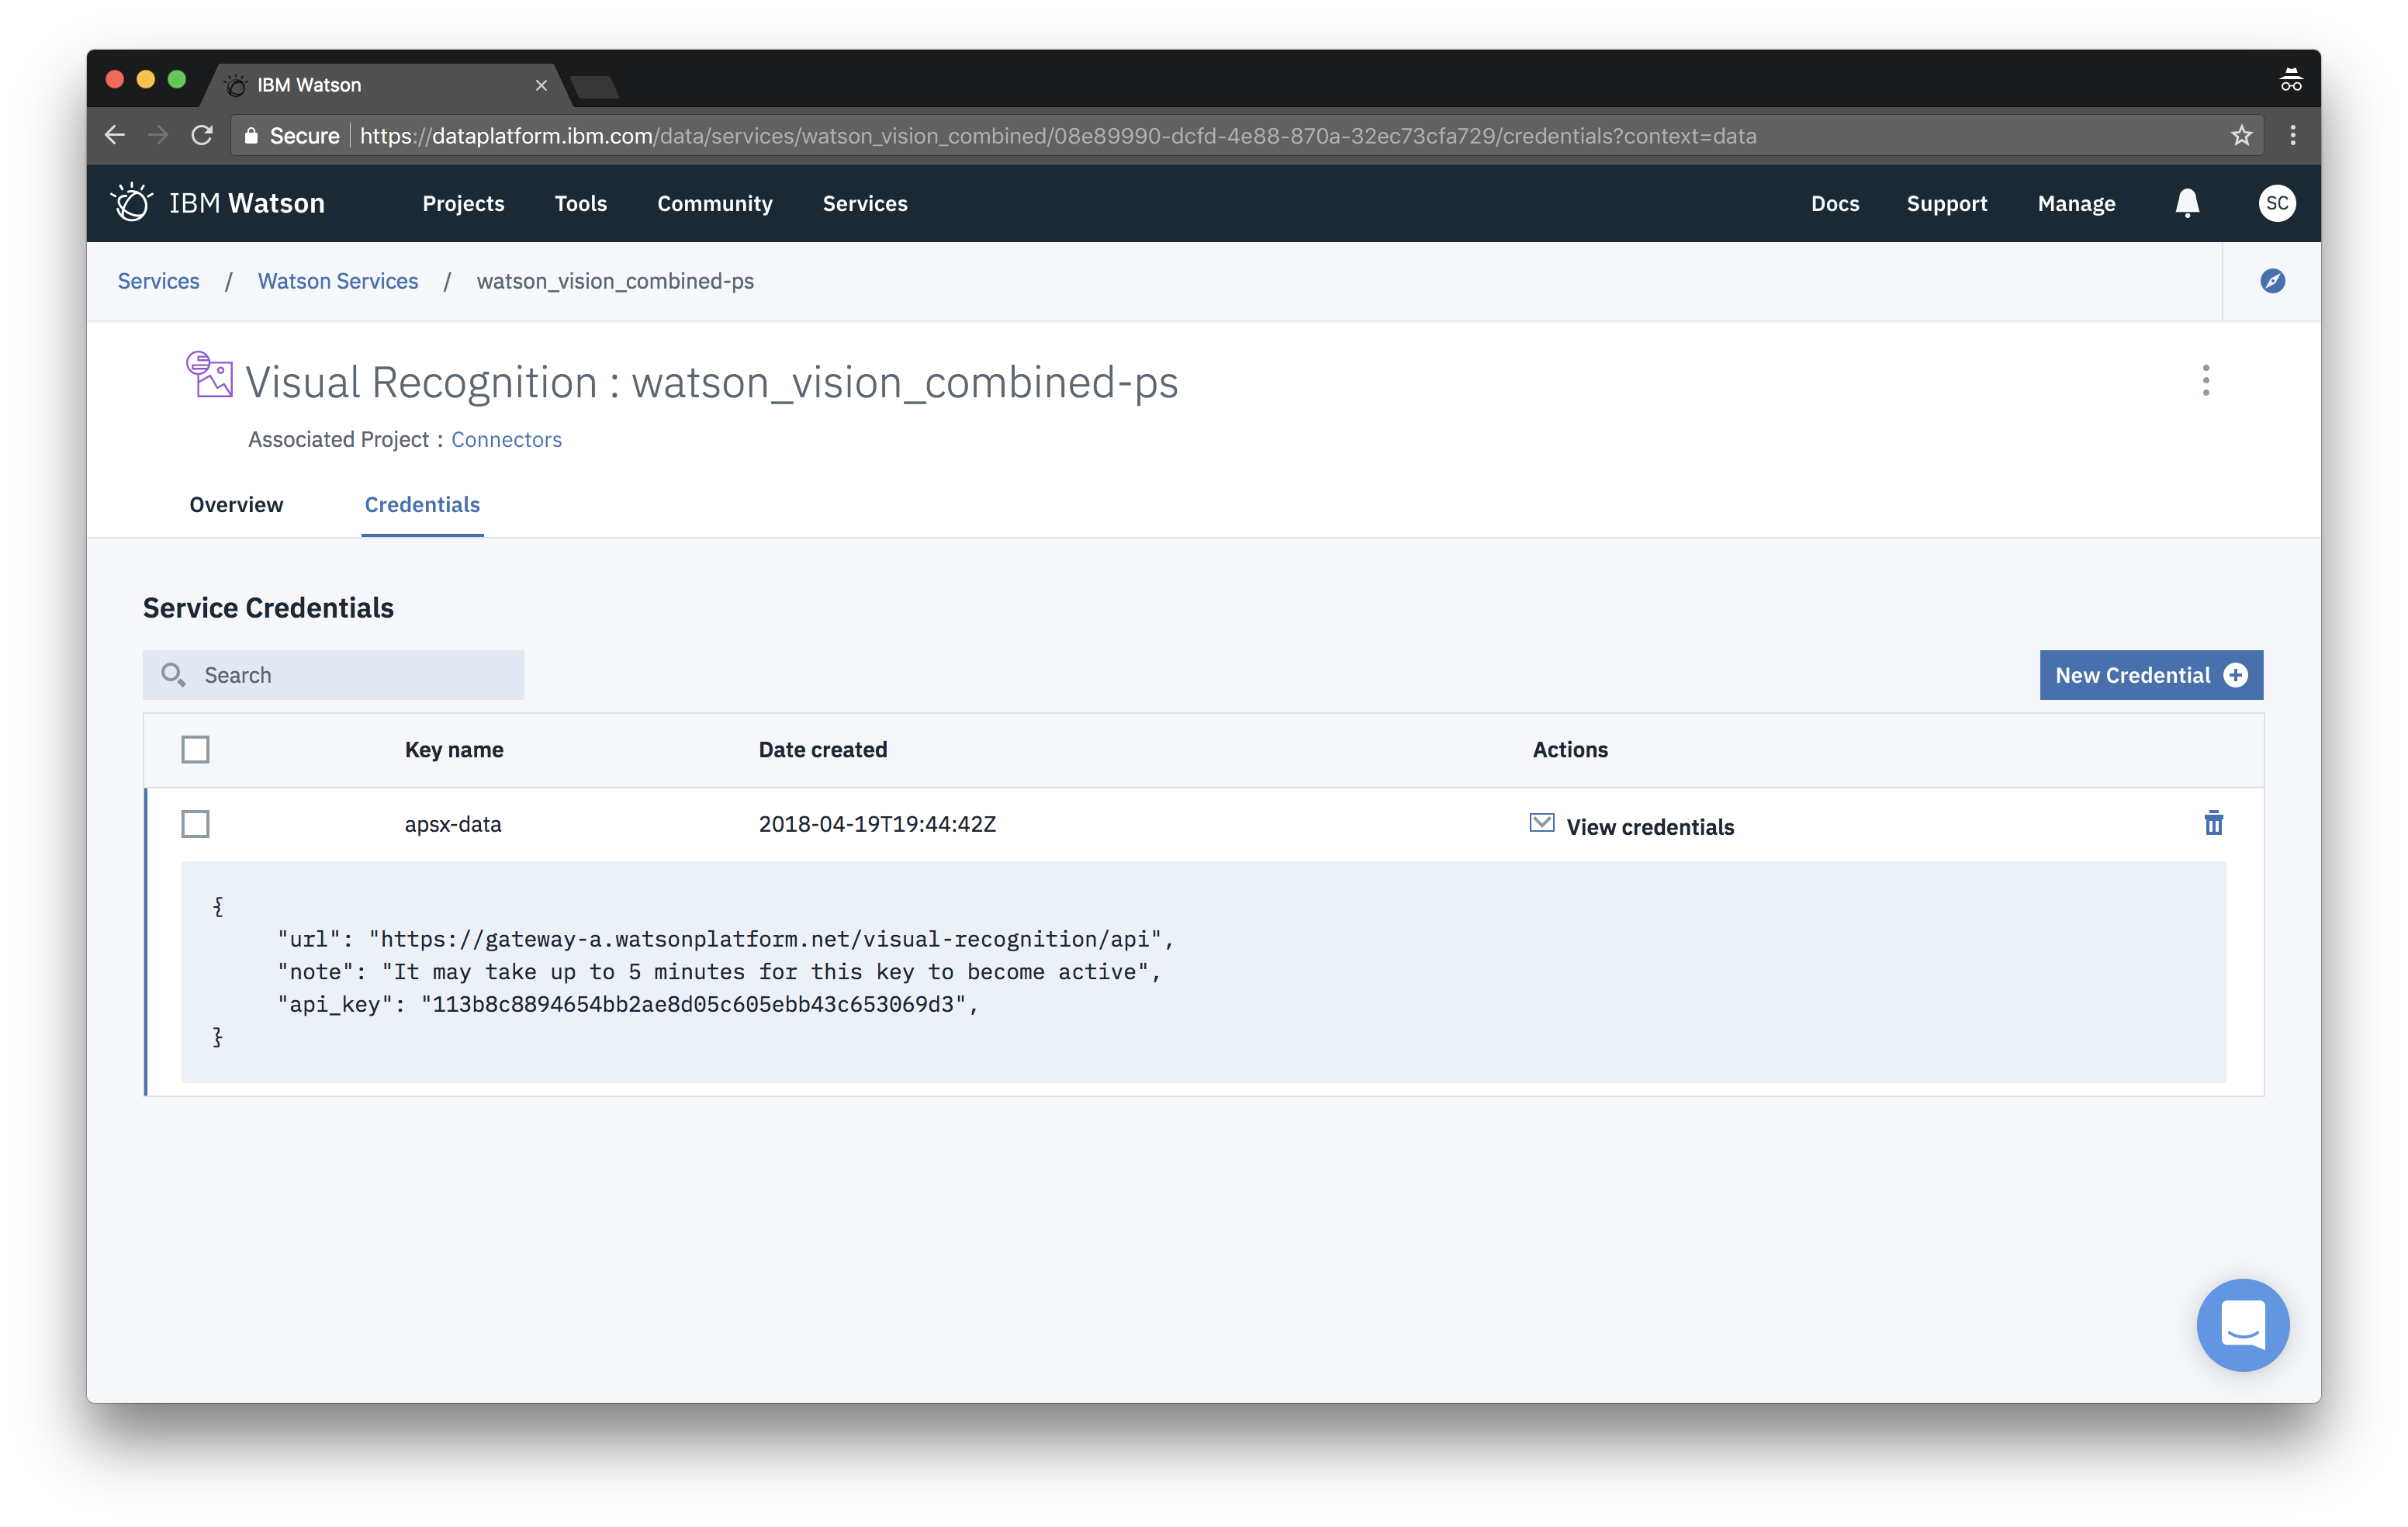 IBM Watson
Secure https://dataplatform.ibm.com/data/services/watson_vision_combined/08e89990-dcfd-4e88-870a-32ec73cfa729/credentials?context=data
IBM Watson Projects Tools Community Services Docs Support Manage SC
Services / Watson Services / watson_vision_combined-ps
Visual Recognition : watson_vision_combined-ps
Associated Project : Connectors
Overview Credentials
Service Credentials
Search New Credential
Key name Date created Actions
apsx-data 2018-04-19T19:44:42Z View credentials
{
"url": "https://gateway-a.watsonplatform.net/visual-recognition/api",
"note": "It may take up to 5 minutes for this key to become active",
"api_key": "113b8c8894654bb2ae8d05c605ebb43c653069d3",
}